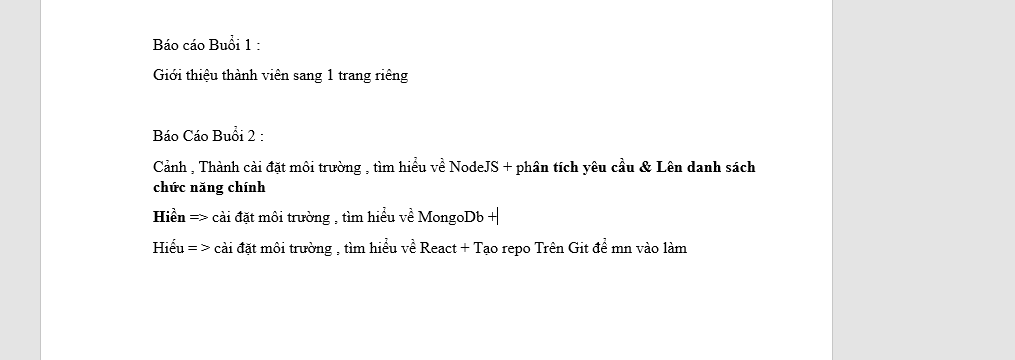 Báo cáo Buổi 1 :
Giới thiệu thành viên sang 1 trang riêng
Báo Cáo Buổi 2 :
Cảnh , Thành cài đặt môi trường , tìm hiểu về NodeJS + phân tích yêu cầu & Lên danh sách
chức năng chính
Hiền => cài đặt môi trường , tìm hiểu về MongoDb +
Hiếu = > cài đặt môi trường , tìm hiểu về React + Tạo repo Trên Git để mn vào làm